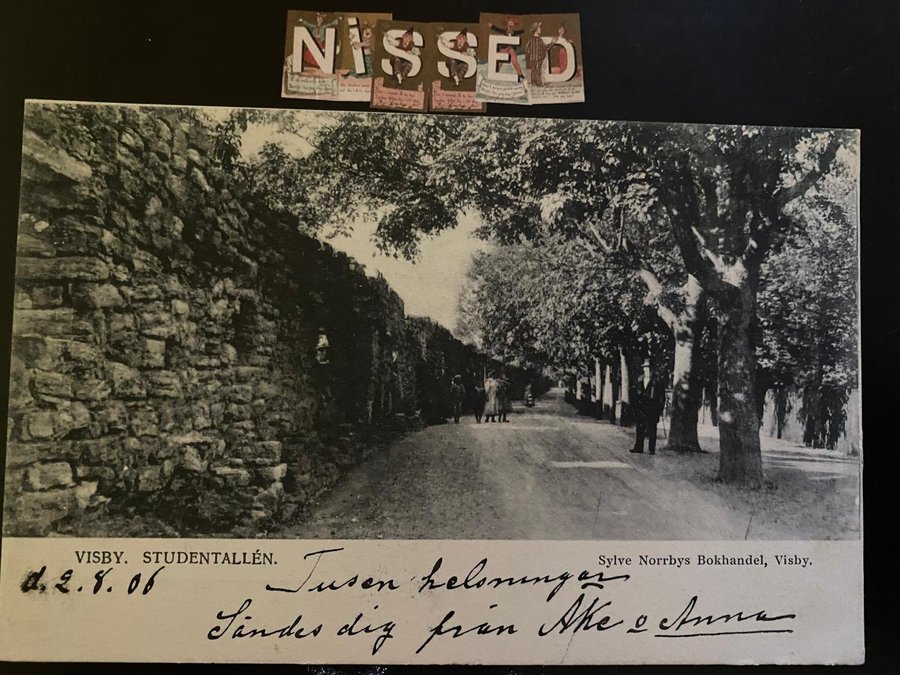 NiSSED
VISBY. STUDENTALLÉN.
Sylve Norrbys Bokhandel, Visby.
d. 2.8.06
Tusen helsningar
Sändes dig från Åke o Anna